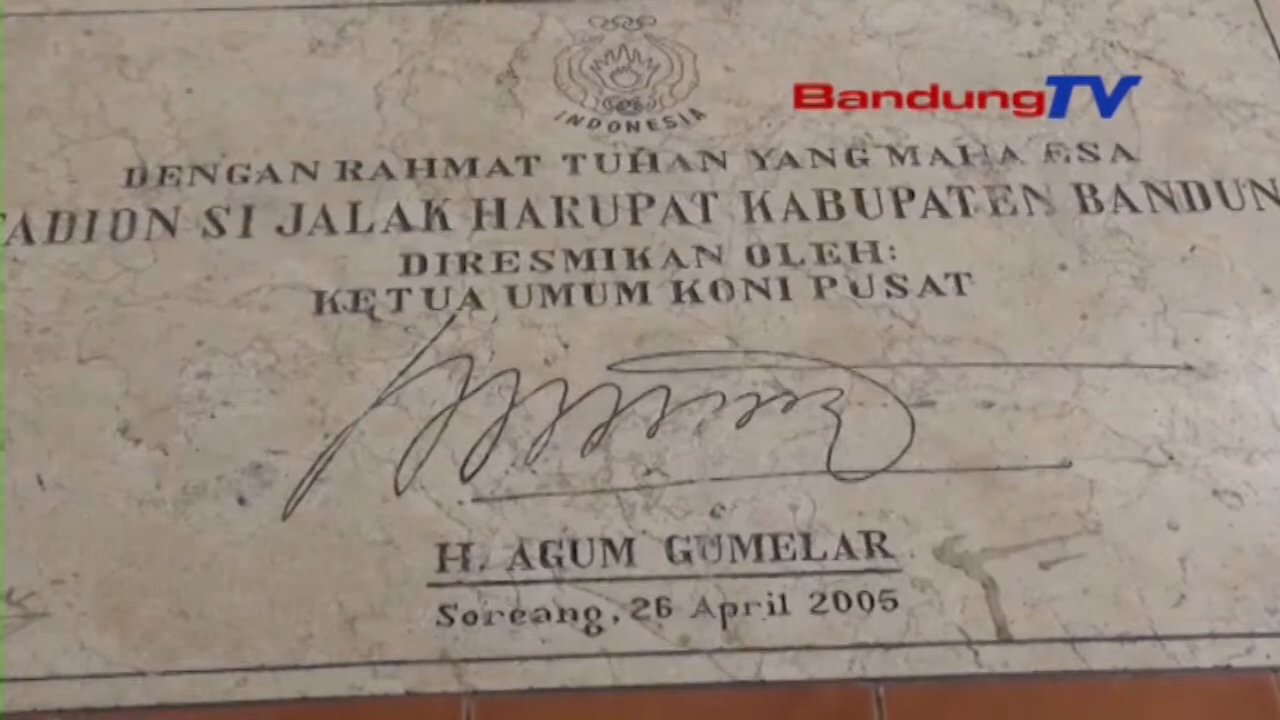 INDONESIA
BandungTV
DENGAN RAHMAT TUHAN YANG MAHA ESA
TADION SI JALAK HARUPAT KABUPATEN BANDUN
DIRESMIKAN OLEH:
KETUA UMUM KONI PUSAT
H. AGUM GUMELAR
Soreang, 26 April 2005